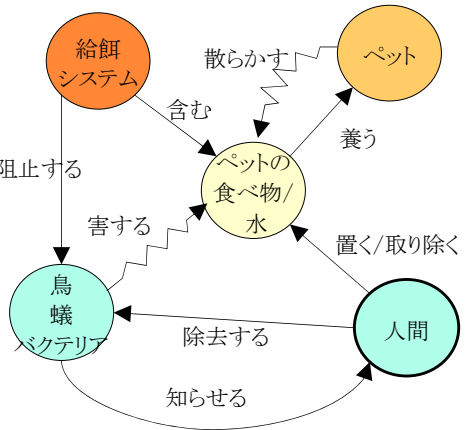 給餌
システム
ペット
散らかす
含む
養う
阻止する
ペットの
食べ物/
水
害する
置く/取り除く
鳥
蟻
バクテリア
除去する
人間
知らせる